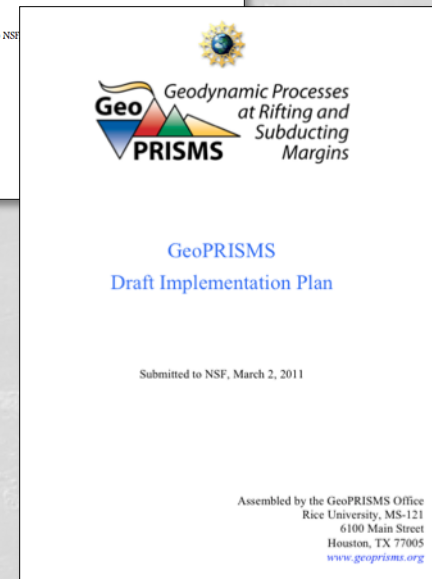 NSF
Geo
PRISMS
Geodynamic Processes
at Rifting and
Subducting
Margins
GeoPRISMS
Draft Implementation Plan
Submitted to NSF, March 2, 2011
Assembled by the GeoPRISMS Office
Rice University, MS-121
6100 Main Street
Houston, TX 77005
www.geoprisms.org